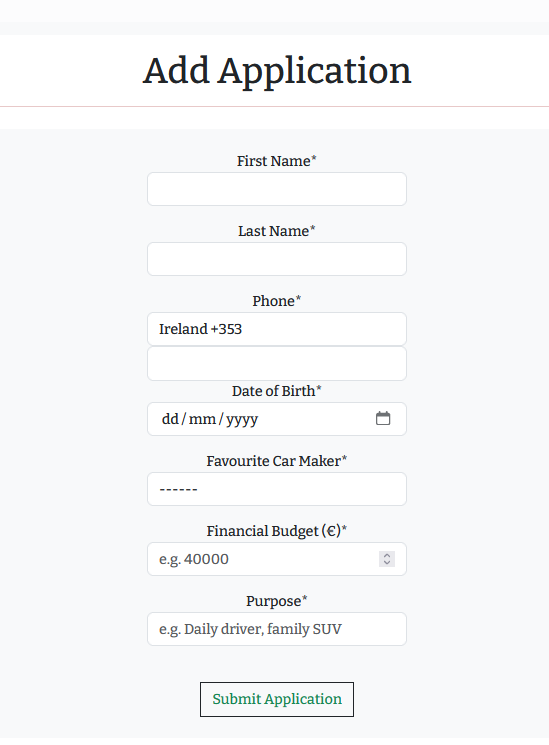 Add Application
First Name*
Last Name*
Phone*
Ireland +353
Date of Birth*
dd/mm/yyyy
Favourite Car Maker*
------
Financial Budget (€)*
e.g. 40000
Purpose*
e.g. Daily driver, family SUV
Submit Application